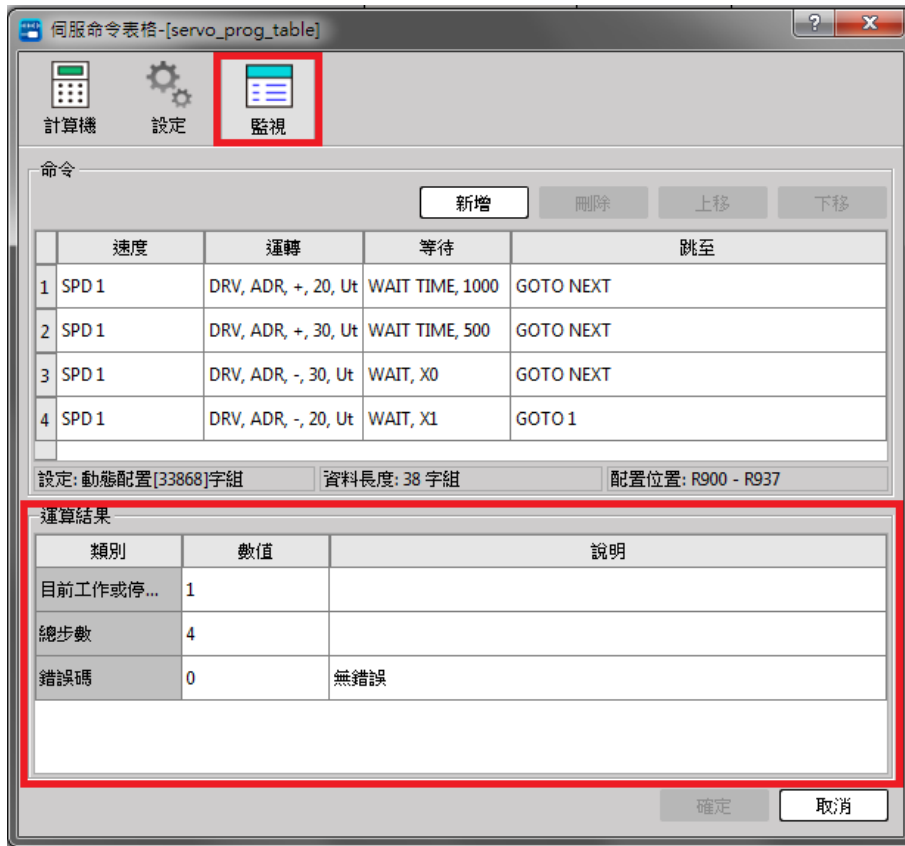 伺服命令表格-[servo_prog_table]
? X
計算機 設定 監視
命令
新增 刪除 上移 下移
速度 運轉 等待 跳至
1 SPD 1 DRV, ADR, +, 20, Ut WAIT TIME, 1000 GOTO NEXT
2 SPD 1 DRV, ADR, +, 30, Ut WAIT TIME, 500 GOTO NEXT
3 SPD 1 DRV, ADR, -, 30, Ut WAIT, X0 GOTO NEXT
4 SPD 1 DRV, ADR, -, 20, Ut WAIT, X1 GOTO 1
設定: 動態配置[33868]字組 資料長度: 38 字組 配置位置: R900 - R937
運算結果
類別 數值 說明
目前工作或停... 1
總步數 4
錯誤碼 0 無錯誤
確定 取消